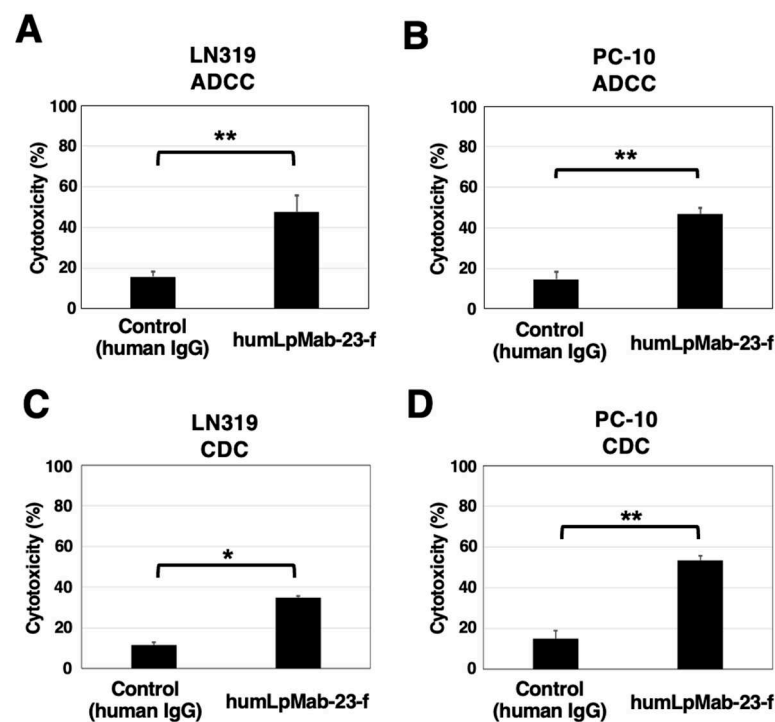 A
LN319
ADCC
Cytotoxicity (%)
100
80
60
40
20
0
**
Control
(human IgG)
humLpMab-23-f
B
PC-10
ADCC
Cytotoxicity (%)
100
80
60
40
20
0
**
Control
(human IgG)
humLpMab-23-f
C
LN319
CDC
Cytotoxicity (%)
100
80
60
40
20
0
*
Control
(human IgG)
humLpMab-23-f
D
PC-10
CDC
Cytotoxicity (%)
100
80
60
40
20
0
**
Control
(human IgG)
humLpMab-23-f